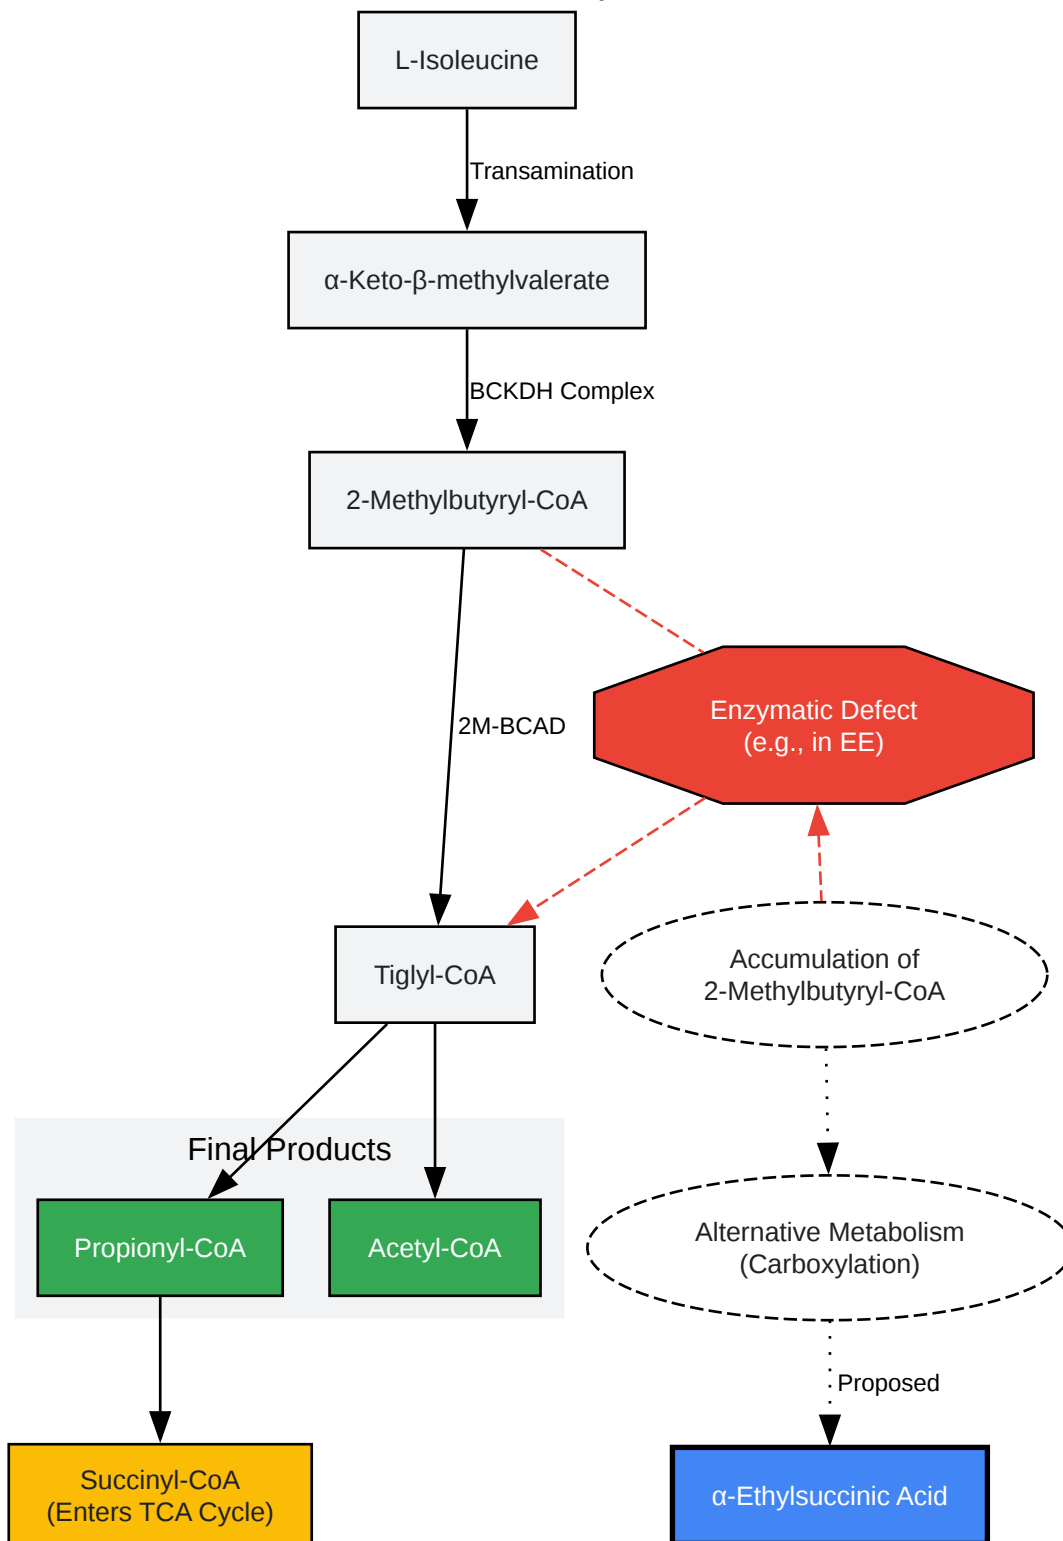 L-Isoleucine
Transamination
α-Keto-β-methylvalerate
BCKDH Complex
2-Methylbutyryl-CoA
Enzymatic Defect
(e.g., in EE)
2M-BCAD
Accumulation of
2-Methylbutyryl-CoA
Tiglyl-CoA
Final Products
Propionyl-CoA
Acetyl-CoA
Alternative Metabolism
(Carboxylation)
Proposed
Succinyl-CoA
(Enters TCA Cycle)
α-Ethylsuccinic Acid